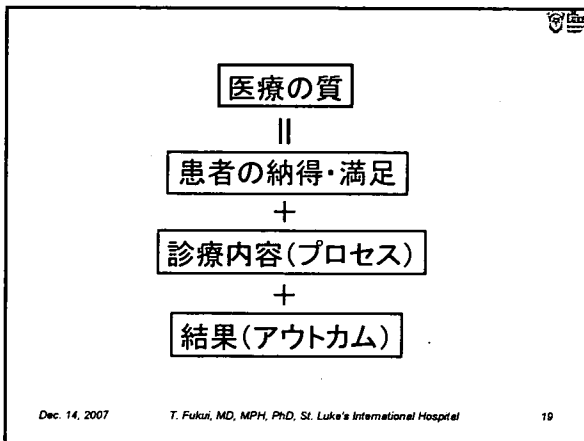 医療の質
||
患者の納得・満足
+
診療内容(プロセス)
+
結果(アウトカム)
Dec. 14, 2007 T. Fukui, MD, MPH, PhD, St. Luke's International Hospital 19